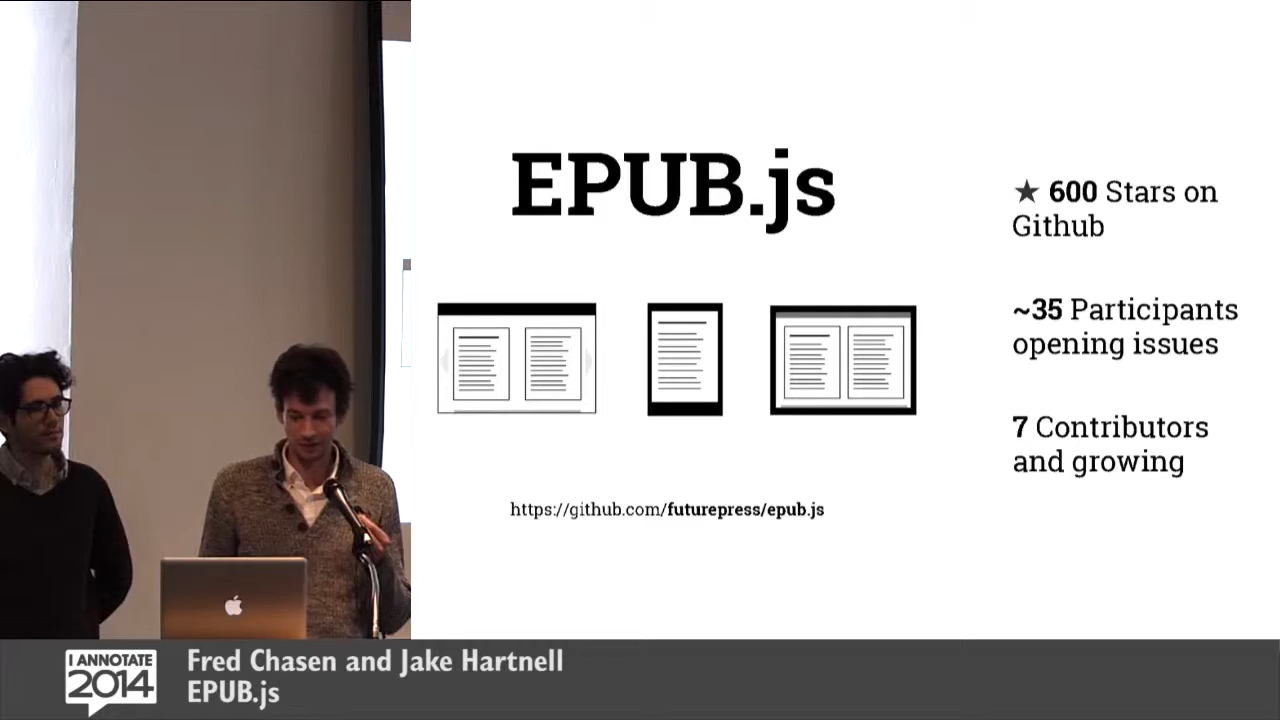 EPUB.js
★ 600 Stars on
Github
~35 Participants
opening issues
7 Contributors
and growing
https://github.com/futurepress/epub.js
I ANNOTATE
2014
Fred Chasen and Jake Hartnell
EPUB.js